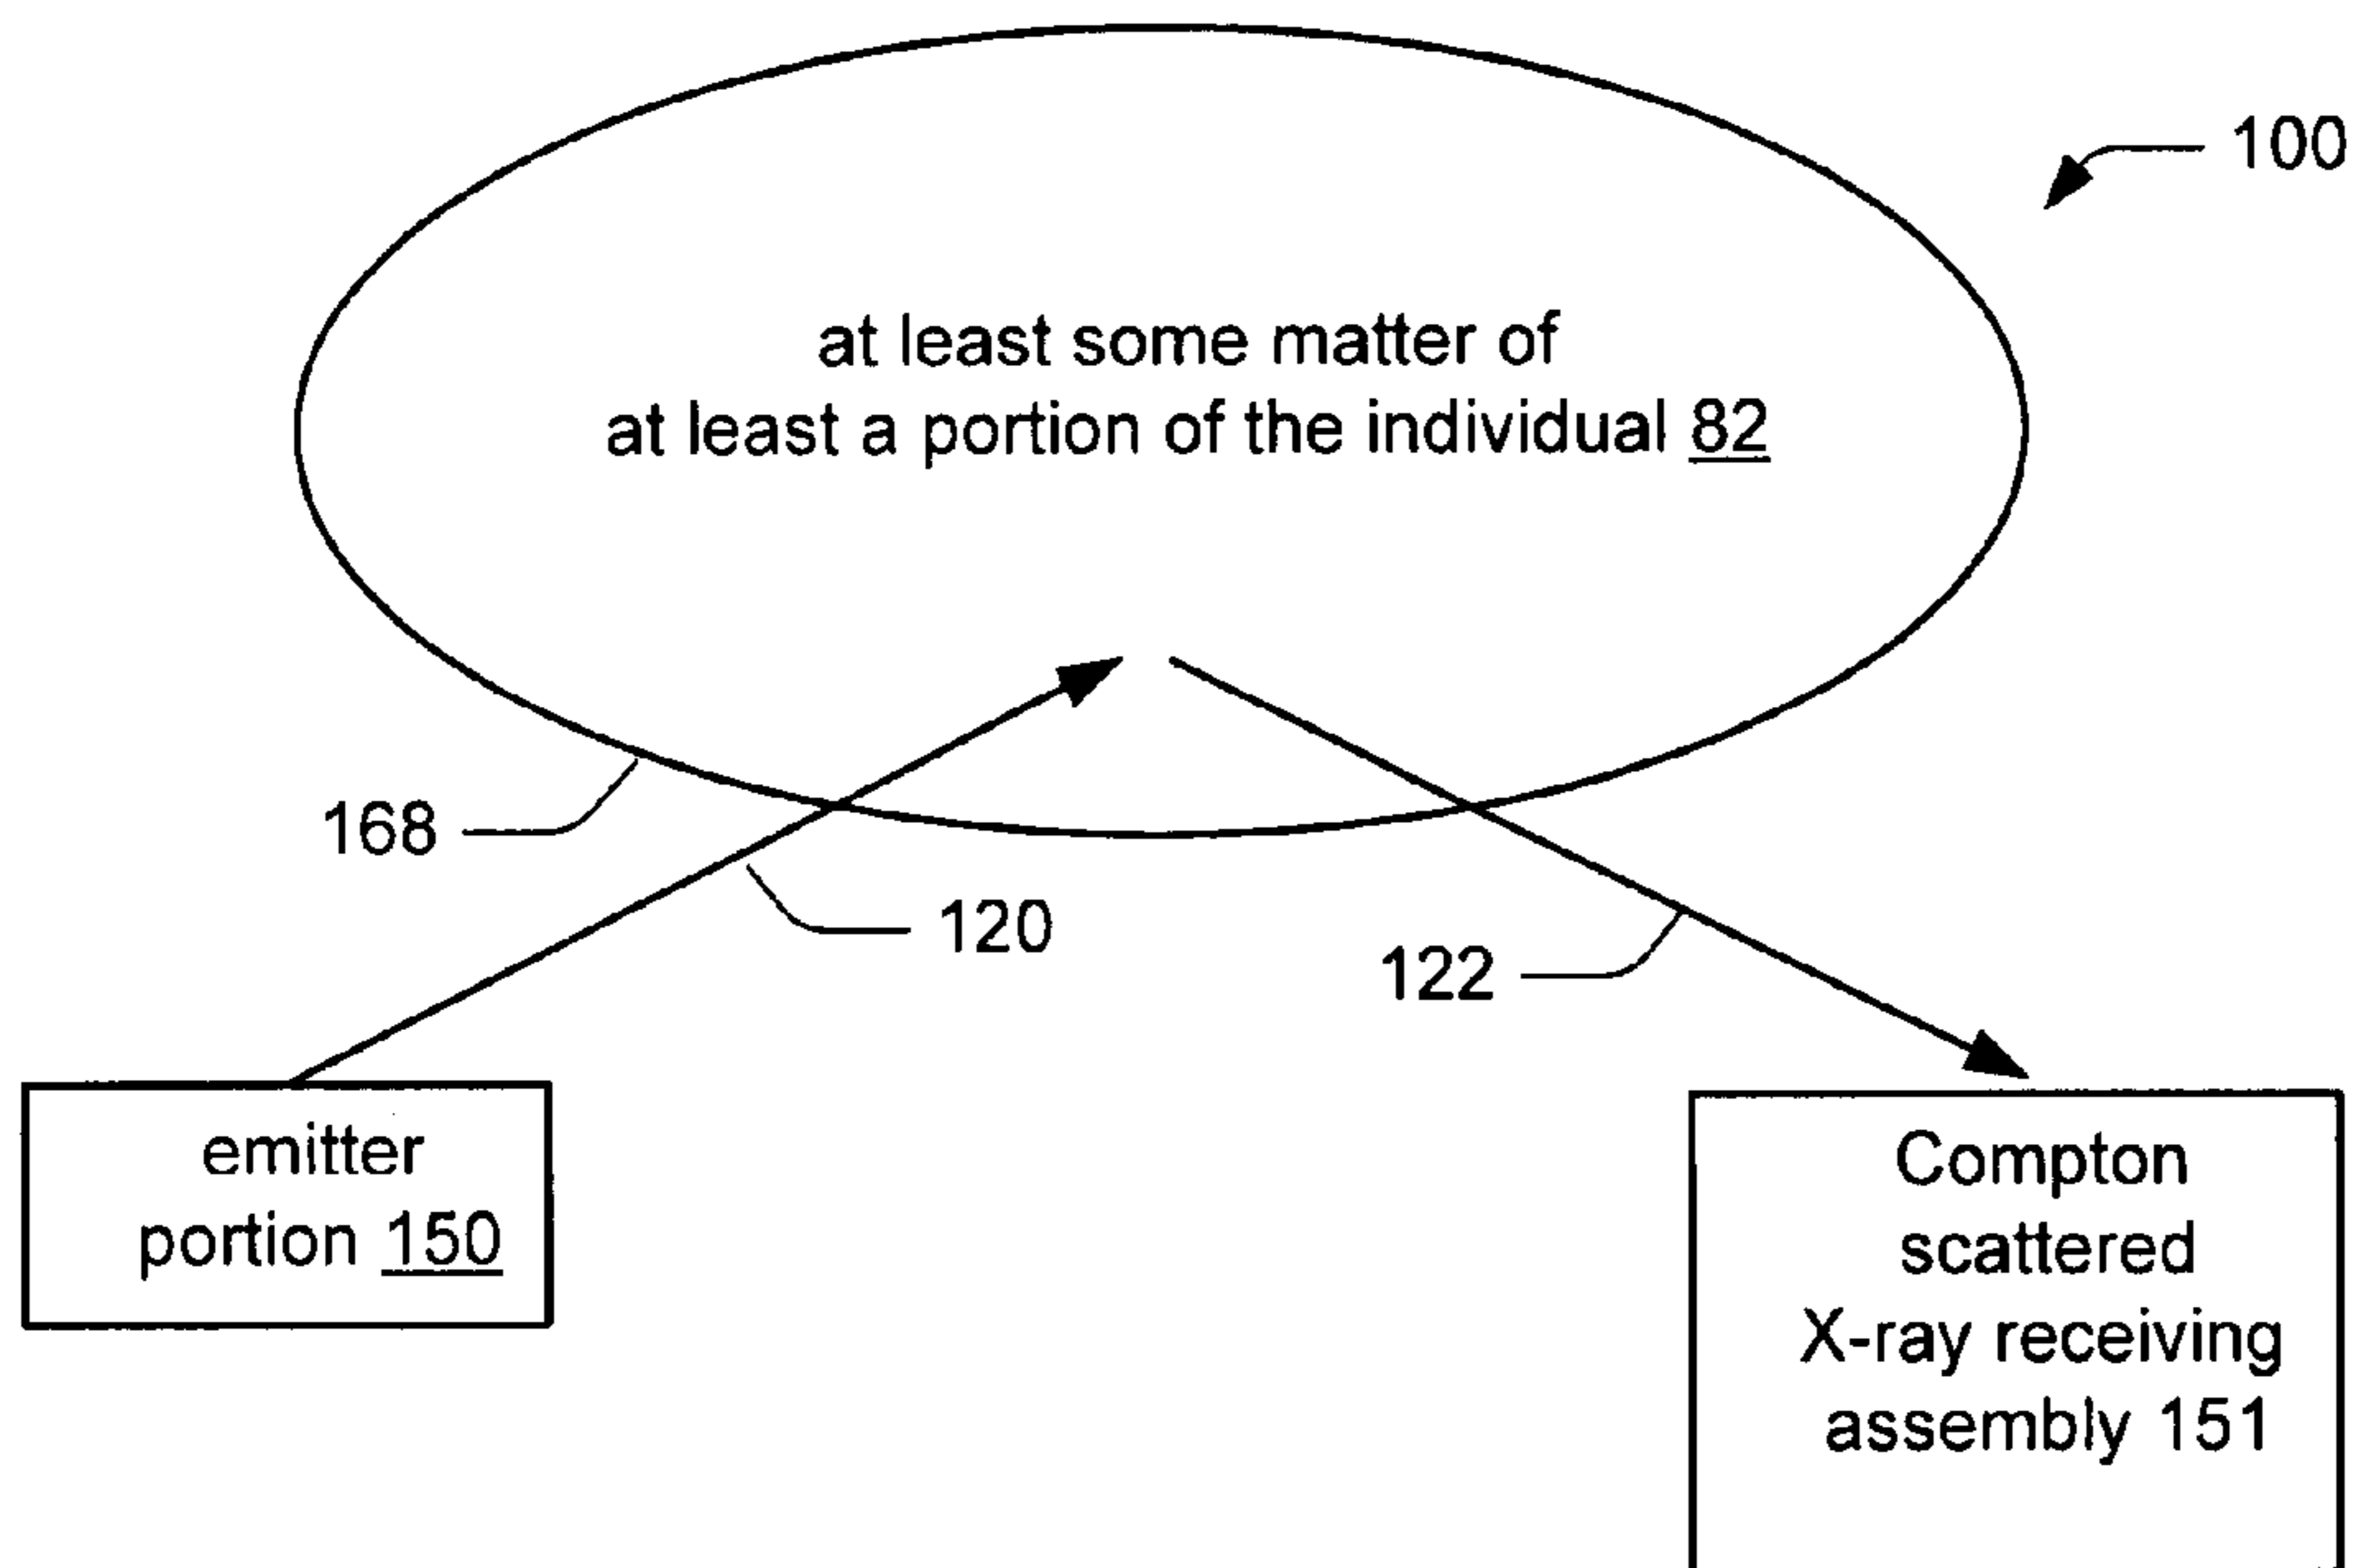 100
at least some matter of
at least a portion of the individual 82
168
120
122
emitter
portion 150
Compton
scattered
X-ray receiving
assembly 151